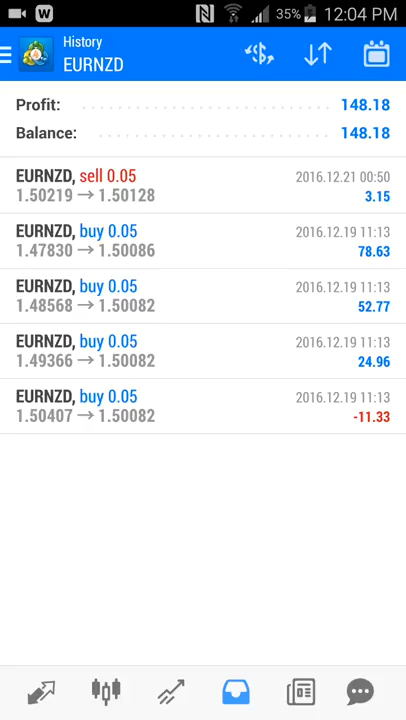 W 35% 12:04 PM
History
EURNZD
Profit: 148.18
Balance: 148.18
EURNZD, sell 0.05 2016.12.21 00:50
1.50219 → 1.50128 3.15
EURNZD, buy 0.05 2016.12.19 11:13
1.47830 → 1.50086 78.63
EURNZD, buy 0.05 2016.12.19 11:13
1.48568 → 1.50082 52.77
EURNZD, buy 0.05 2016.12.19 11:13
1.49366 → 1.50082 24.96
EURNZD, buy 0.05 2016.12.19 11:13
1.50407 → 1.50082 -11.33